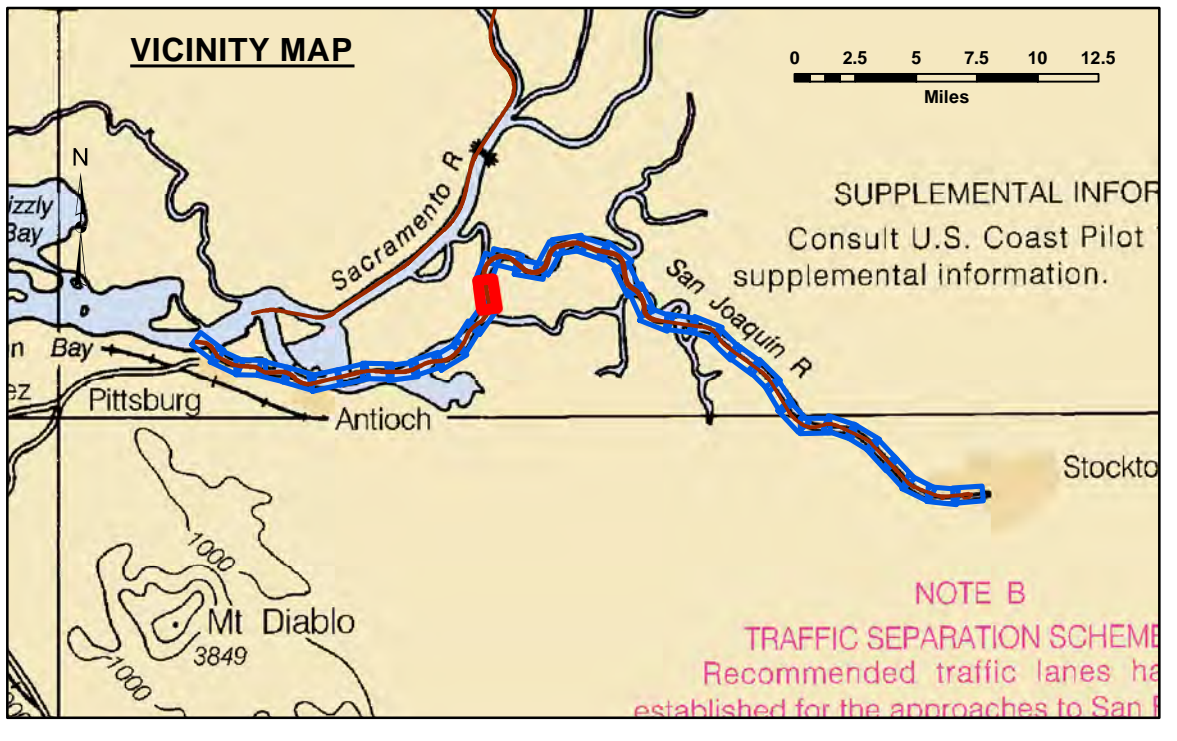 VICINITY MAP
0 2.5 5 7.5 10 12.5
Miles
N
izzly
Bay
Sacramento R
SUPPLEMENTAL INFOR
Consult U.S. Coast Pilot
supplemental information.
San Joaquin R
n Bay
ez
Pittsburg
Antioch
Stockto
1000
Mt Diablo
3849
1000
NOTE B
TRAFFIC SEPARATION SCHEME
Recommended traffic lanes ha
established for the approaches to San F